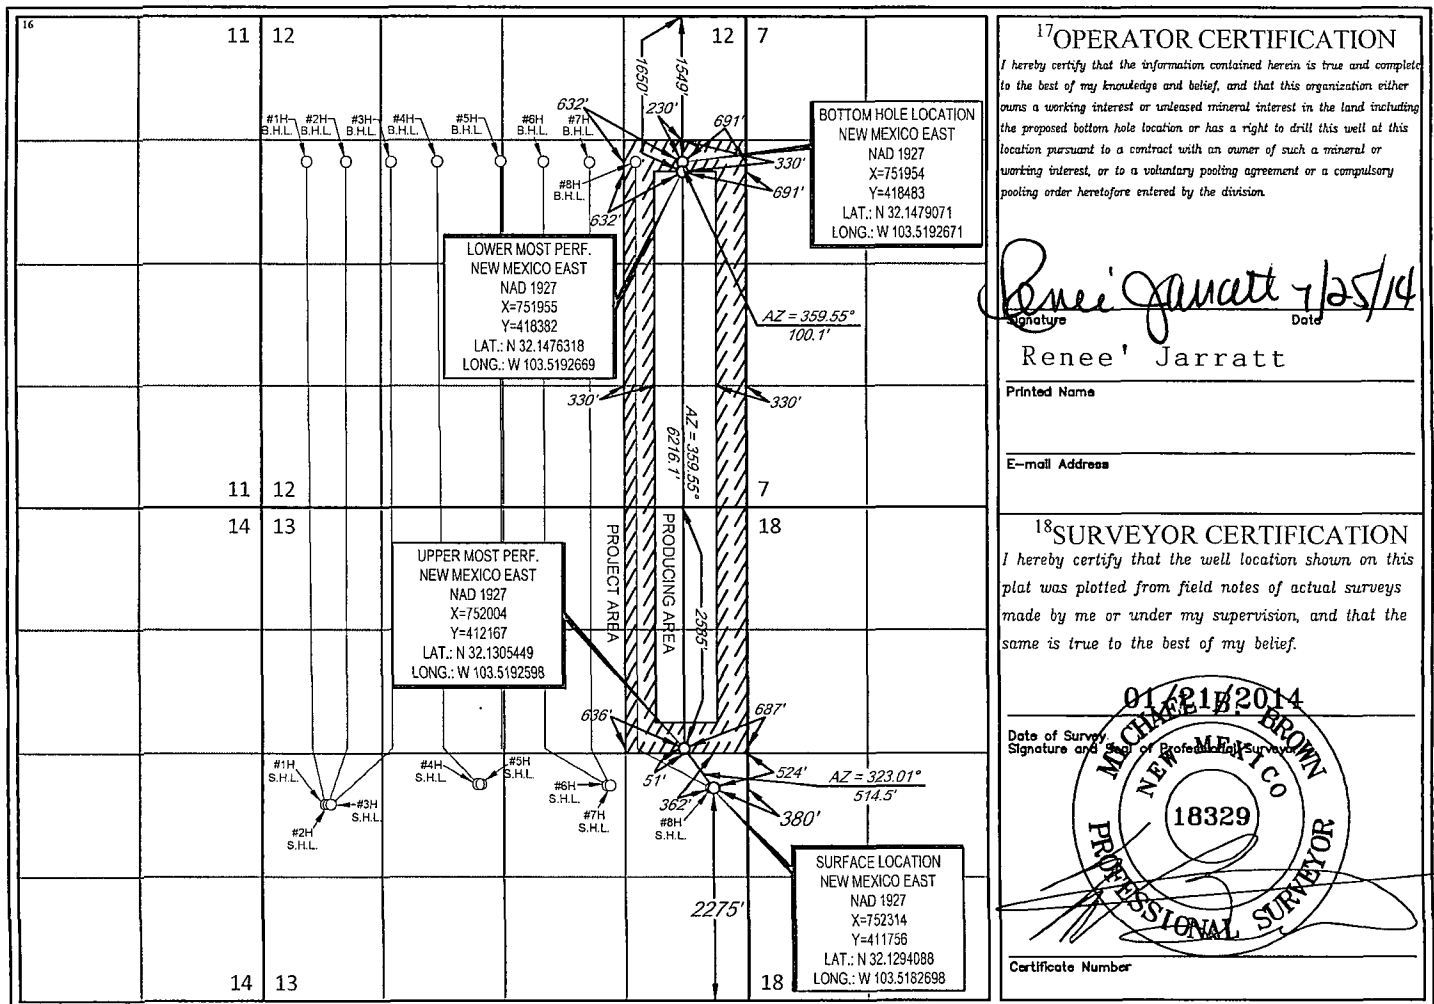 16
11 12
12 7
1650'
1549'
632'
230'
691'
330'
691'
632'
#1H
B.H.L.
#2H
B.H.L.
#3H
B.H.L.
#4H
B.H.L.
#5H
B.H.L.
#6H
B.H.L.
#7H
B.H.L.
#8H
B.H.L.
BOTTOM HOLE LOCATION
NEW MEXICO EAST
NAD 1927
X=751954
Y=418483
LAT.: N 32.1479071
LONG.: W 103.5192671
LOWER MOST PERF.
NEW MEXICO EAST
NAD 1927
X=751955
Y=418382
LAT.: N 32.1476318
LONG.: W 103.5192669
AZ = 359.55°
100.1'
330'
330'
AZ = 359.55°
6216.1'
11 12
7
14 13
18
PROJECT AREA
PRODUCING AREA
2585'
UPPER MOST PERF.
NEW MEXICO EAST
NAD 1927
X=752004
Y=412167
LAT.: N 32.1305449
LONG.: W 103.5192598
636'
687'
51'
524'
362'
380'
AZ = 323.01°
514.5'
#1H
S.H.L.
#2H
S.H.L.
#3H
S.H.L.
#4H
S.H.L.
#5H
S.H.L.
#6H
S.H.L.
#7H
S.H.L.
#8H
S.H.L.
SURFACE LOCATION
NEW MEXICO EAST
NAD 1927
X=752314
Y=411756
LAT.: N 32.1294088
LONG.: W 103.5182698
2275'
14 13
18
17 OPERATOR CERTIFICATION
I hereby certify that the information contained herein is true and complete
to the best of my knowledge and belief, and that this organization either
owns a working interest or unleased mineral interest in the land including
the proposed bottom hole location or has a right to drill this well at this
location pursuant to a contract with an owner of such a mineral or
working interest, or to a voluntary pooling agreement or a compulsory
pooling order heretofore entered by the division.
Renee' Jarratt 7/25/14
Signature Date
Renee' Jarratt
Printed Name
E-mail Address
18 SURVEYOR CERTIFICATION
I hereby certify that the well location shown on this
plat was plotted from field notes of actual surveys
made by me or under my supervision, and that the
same is true to the best of my belief.
01/21/2014
Date of Survey
Signature and Seal of Professional Surveyor
MICHAEL B. BROWN
NEW MEXICO
18329
PROFESSIONAL SURVEYOR
Certificate Number